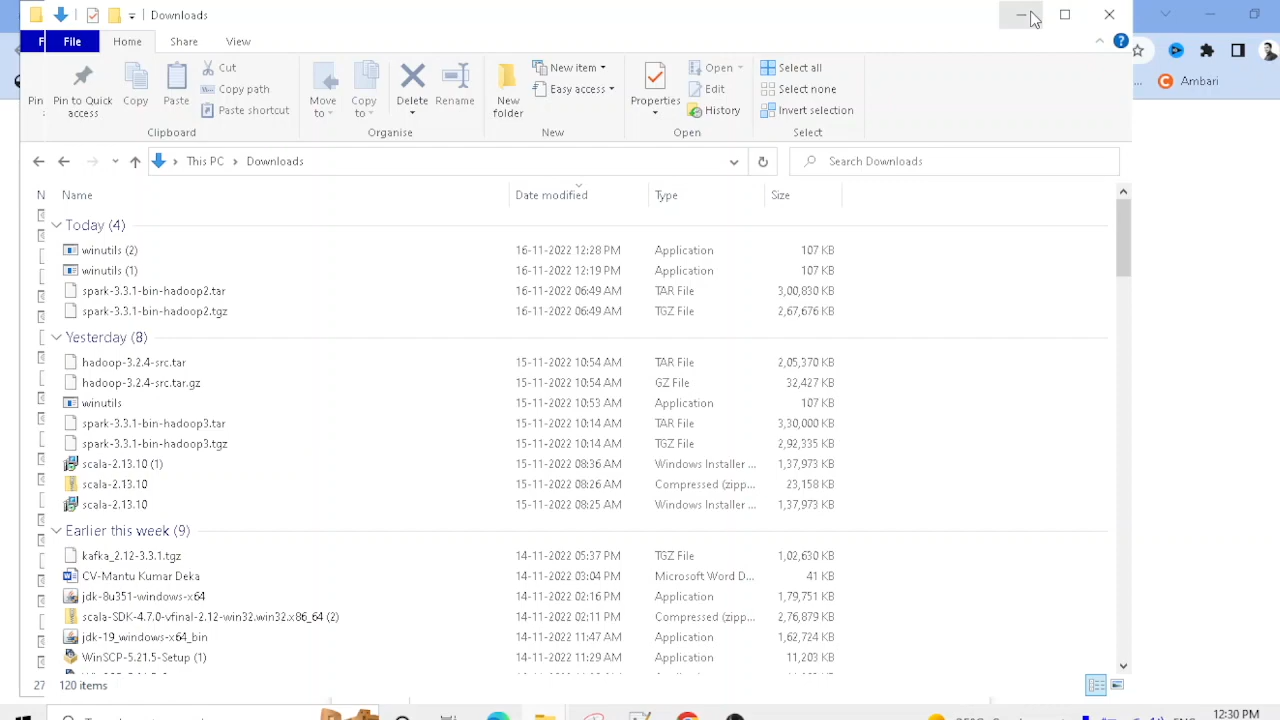 Downloads
File Home Share View
Ambari
Pin to Quick access
Copy
Paste
Cut
Copy path
Paste shortcut
Clipboard
Move to
Copy to
Delete
Rename
Organise
New folder
New item
Easy access
New
Properties
Open
Edit
History
Open
Select all
Select none
Invert selection
Select
This PC Downloads
Search Downloads
Name Date modified Type Size
Today (4)
winutils (2) 16-11-2022 12:28 PM Application 107 KB
winutils (1) 16-11-2022 12:19 PM Application 107 KB
spark-3.3.1-bin-hadoop2.tar 16-11-2022 06:49 AM TAR File 3,00,830 KB
spark-3.3.1-bin-hadoop2.tgz 16-11-2022 06:49 AM TGZ File 2,67,676 KB
Yesterday (8)
hadoop-3.2.4-src.tar 15-11-2022 10:54 AM TAR File 2,05,370 KB
hadoop-3.2.4-src.tar.gz 15-11-2022 10:54 AM GZ File 32,427 KB
winutils 15-11-2022 10:53 AM Application 107 KB
spark-3.3.1-bin-hadoop3.tar 15-11-2022 10:14 AM TAR File 3,30,000 KB
spark-3.3.1-bin-hadoop3.tgz 15-11-2022 10:14 AM TGZ File 2,92,335 KB
scala-2.13.10 (1) 15-11-2022 08:36 AM Windows Installer ... 1,37,973 KB
scala-2.13.10 15-11-2022 08:26 AM Compressed (zipp... 23,158 KB
scala-2.13.10 15-11-2022 08:25 AM Windows Installer ... 1,37,973 KB
Earlier this week (9)
kafka_2.12-3.3.1.tgz 14-11-2022 05:37 PM TGZ File 1,02,630 KB
CV-Mantu Kumar Deka 14-11-2022 03:04 PM Microsoft Word D... 41 KB
jdk-8u351-windows-x64 14-11-2022 02:16 PM Application 1,79,751 KB
scala-SDK-4.7.0-vfinal-2.12-win32.win32.x86_64 (2) 14-11-2022 02:11 PM Compressed (zipp... 2,76,879 KB
jdk-19_windows-x64_bin 14-11-2022 11:47 AM Application 1,62,724 KB
WinSCP-5.21.5-Setup (1) 14-11-2022 11:29 AM Application 11,203 KB
27 120 items
12:30 PM